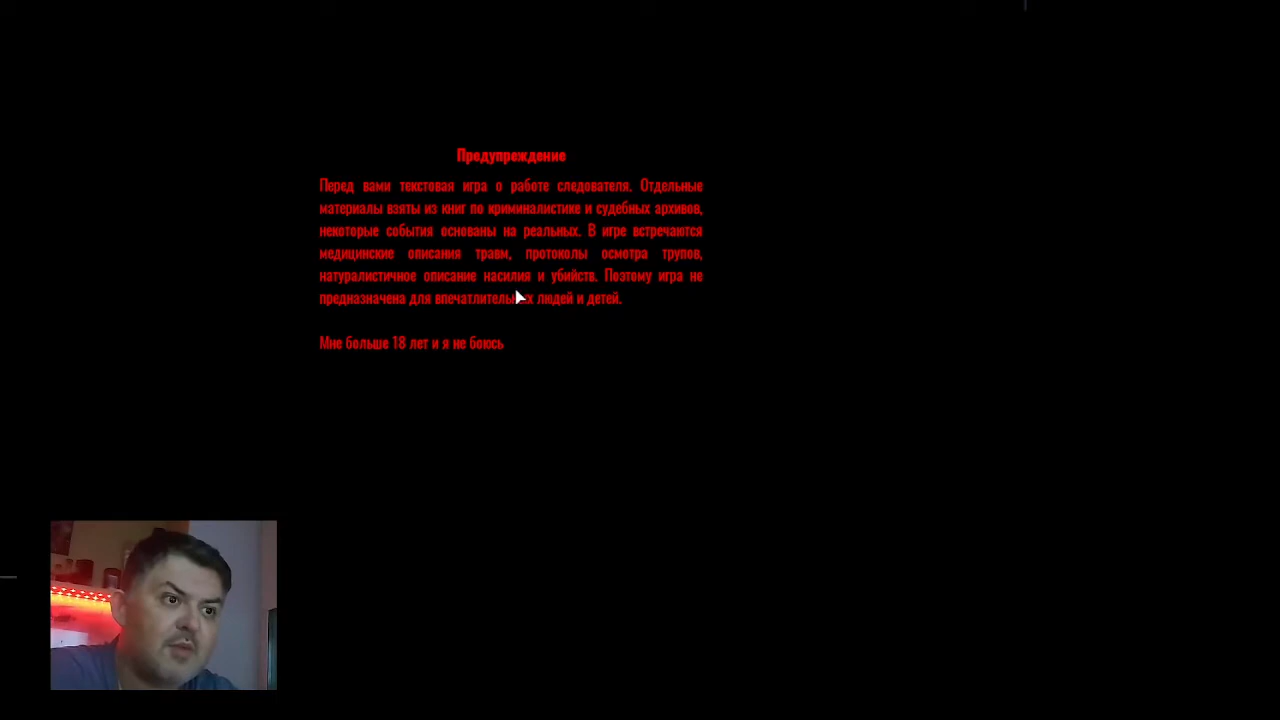 Предупреждение
Перед вами текстовая игра о работе следователя. Отдельные
материалы взяты из книг по криминалистике и судебных архивов,
некоторые события основаны на реальных. В игре встречаются
медицинские описания травм, протоколы осмотра трупов,
натуралистичное описание насилия и убийств. Поэтому игра не
предназначена для впечатлительных людей и детей.
Мне больше 18 лет и я не боюсь